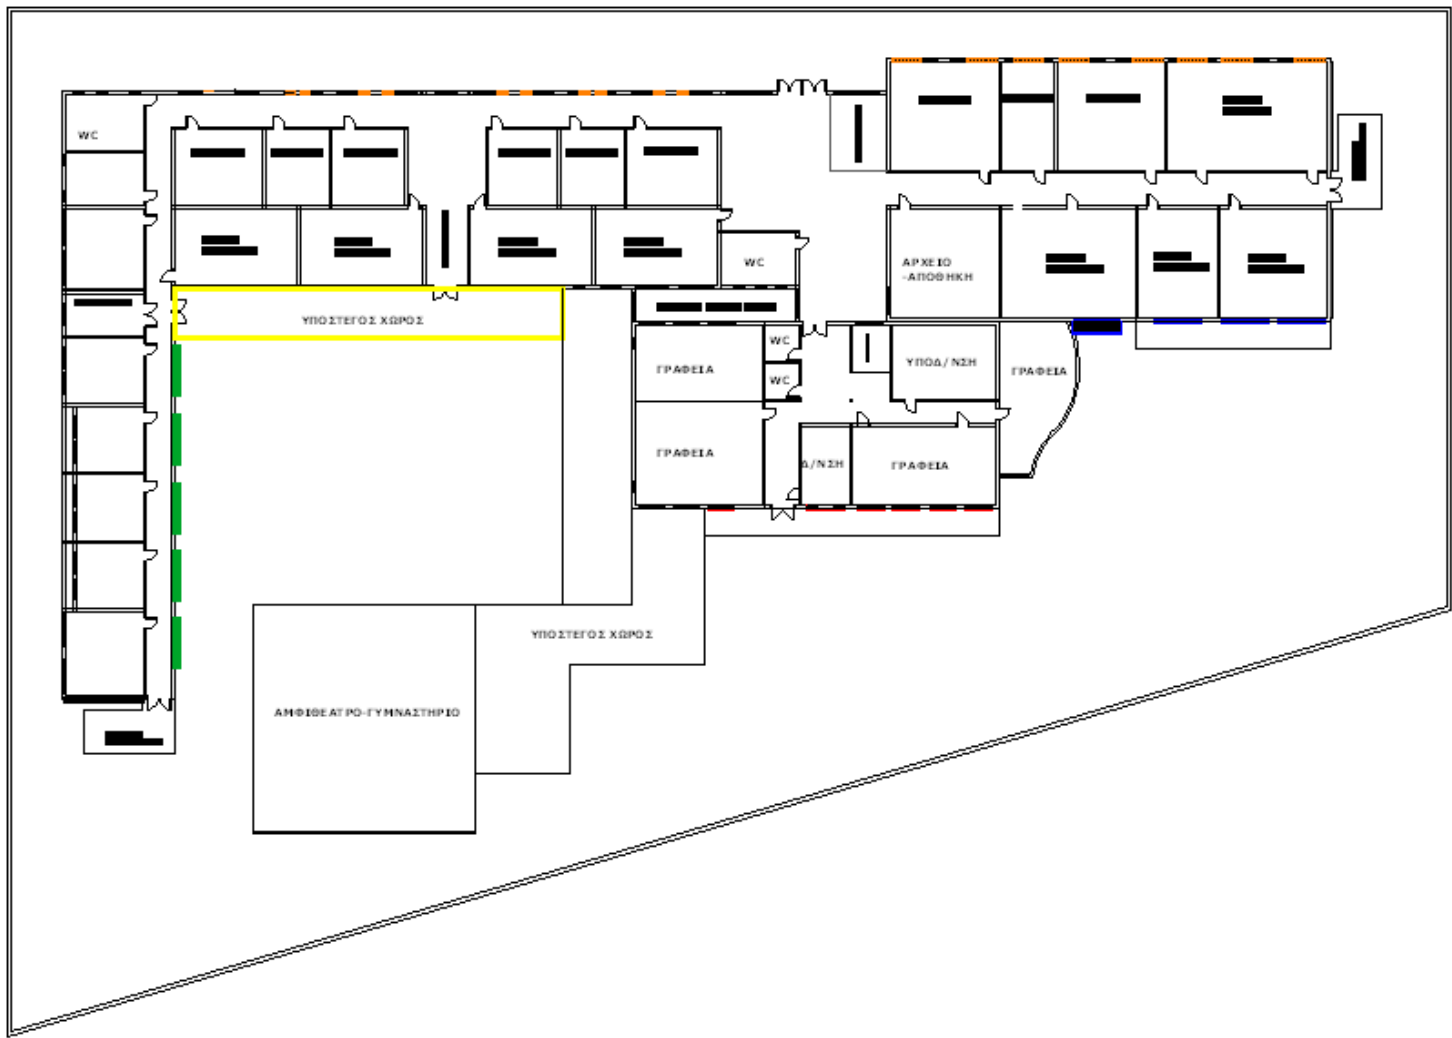 WC
WC
ΑΡΧΕΙΟ
-ΑΠΟΘΗΚΗ
ΥΠΟΣΤΕΓΟΣ ΧΩΡΟΣ
WC
ΓΡΑΦΕΙΑ
WC
ΥΠΟΔ/ΝΣΗ
ΓΡΑΦΕΙΑ
ΓΡΑΦΕΙΑ
Δ/ΝΣΗ
ΓΡΑΦΕΙΑ
ΥΠΟΣΤΕΓΟΣ ΧΩΡΟΣ
ΑΜΦΙΘΕΑΤΡΟ-ΓΥΜΝΑΣΤΗΡΙΟ